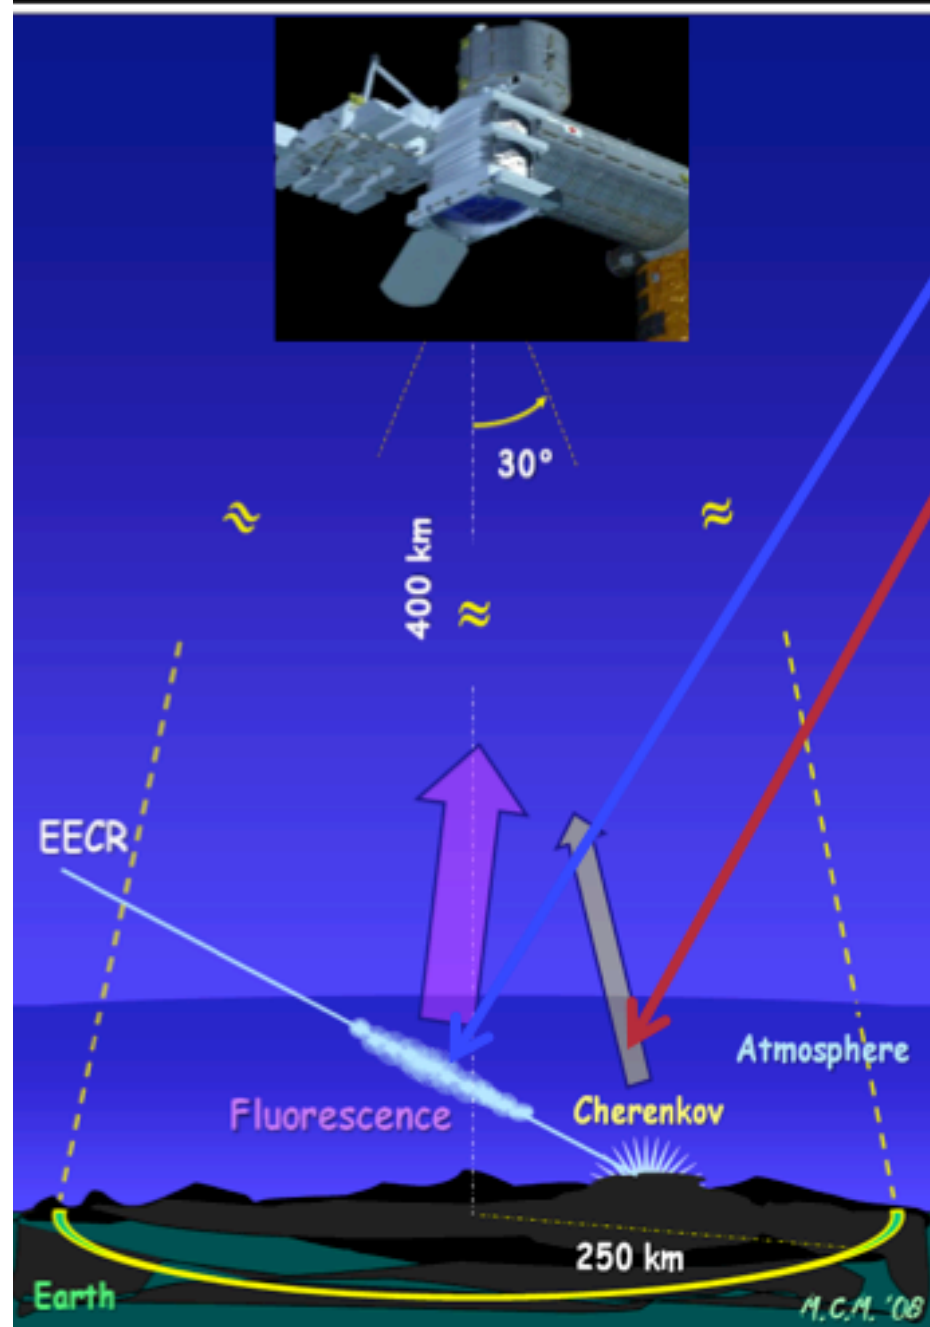 30°
400 km
EECR
Atmosphere
Fluorescence
Cherenkov
250 km
Earth
M.C.M. '08